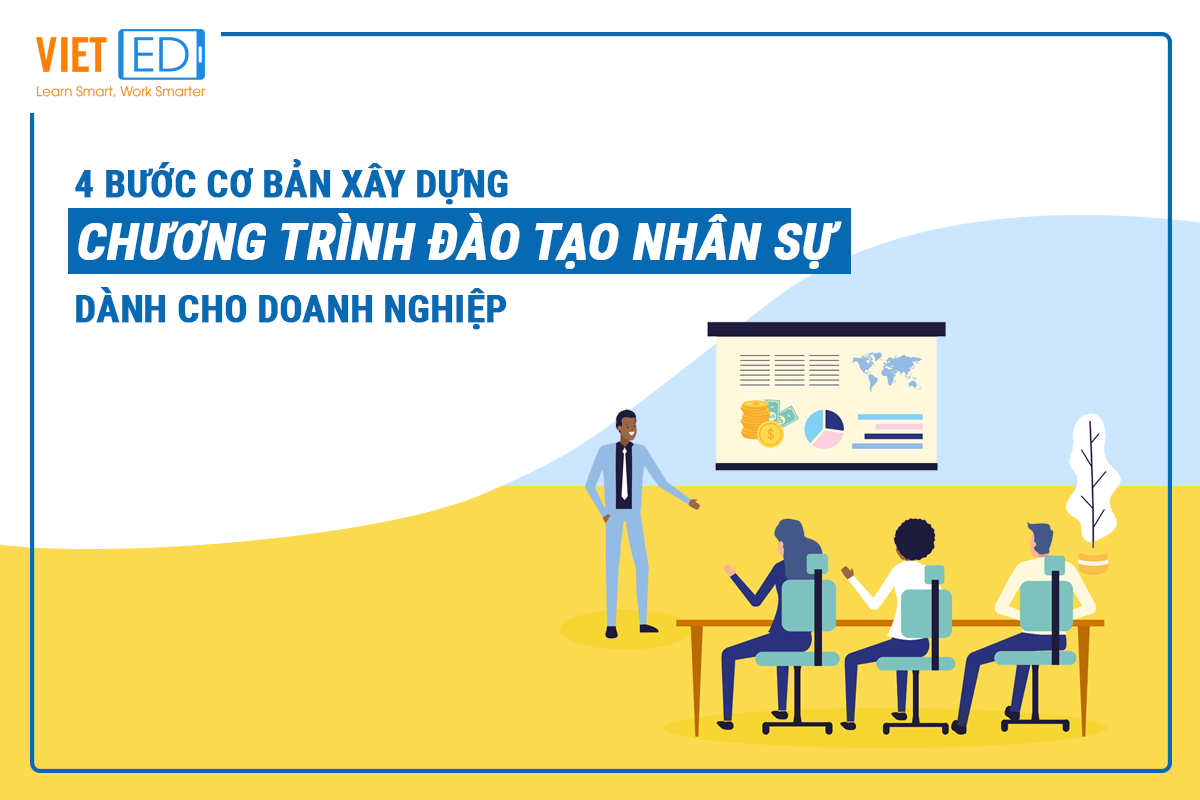 VIET ED
Learn Smart, Work Smarter
4 BƯỚC CƠ BẢN XÂY DỰNG
CHƯƠNG TRÌNH ĐÀO TẠO NHÂN SỰ
DÀNH CHO DOANH NGHIỆP
$